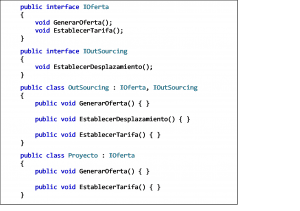 public interface IOferta
{
void GenerarOferta();
void EstablecerTarifa();
}
public interface IOutSourcing
{
void EstablecerDesplazamiento();
}
public class OutSourcing : IOferta, IOutSourcing
{
public void GenerarOferta() { }
public void EstablecerDesplazamiento() { }
public void EstablecerTarifa() { }
}
public class Proyecto : IOferta
{
public void GenerarOferta() { }
public void EstablecerTarifa() { }
}